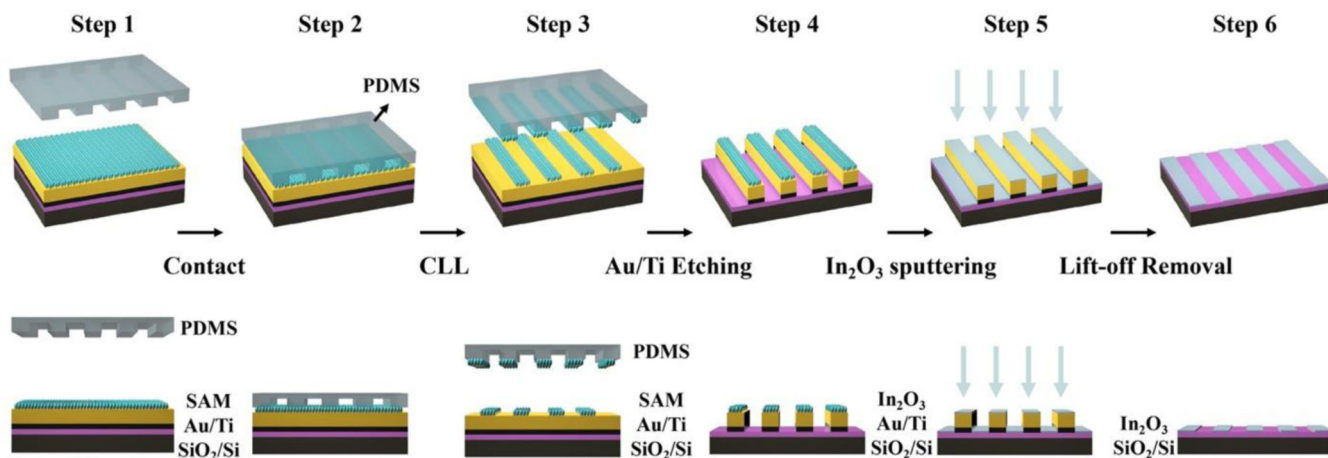 Step 1
Step 2
Step 3
Step 4
Step 5
Step 6
PDMS
Contact
CLL
Au/Ti Etching
In₂O₃ sputtering
Lift-off Removal
PDMS
SAM
Au/Ti
SiO₂/Si
PDMS
SAM
Au/Ti
SiO₂/Si
In₂O₃
Au/Ti
SiO₂/Si
In₂O₃
SiO₂/Si